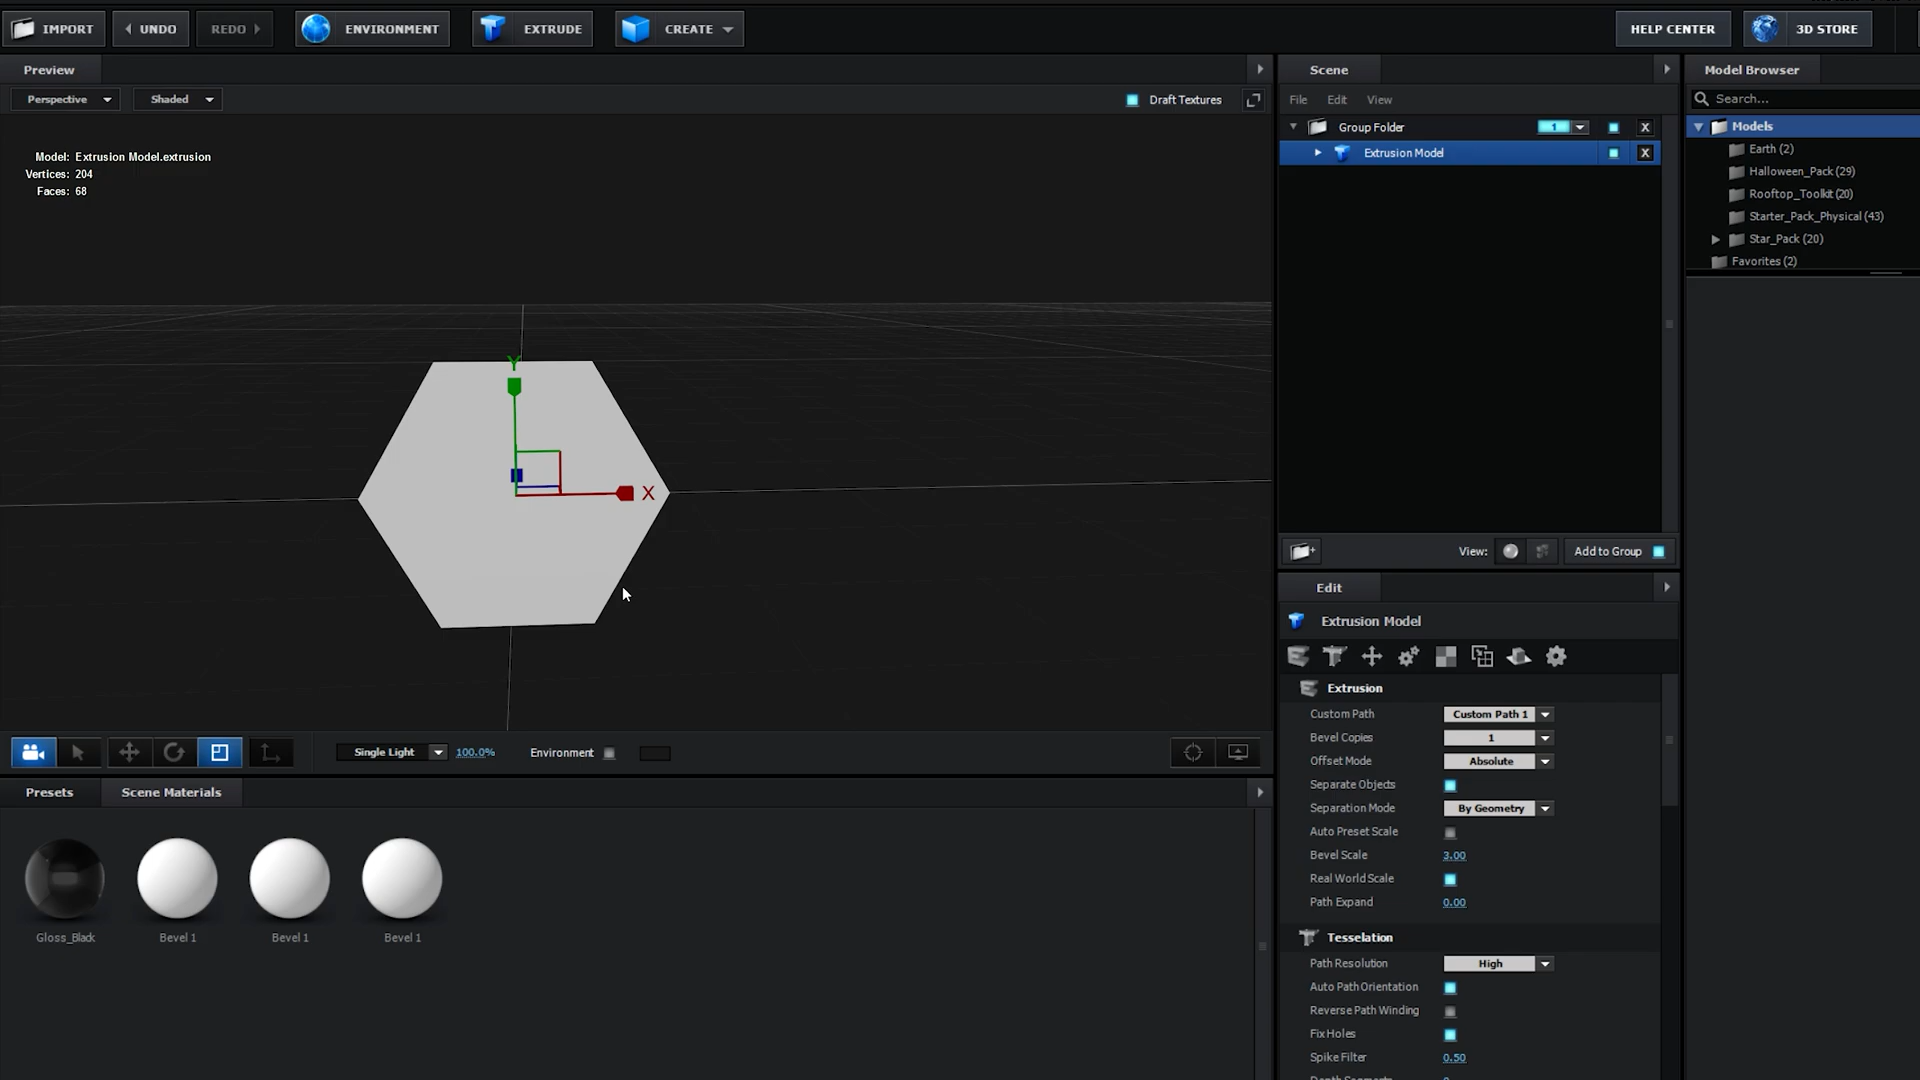 IMPORT
UNDO
REDO
ENVIRONMENT
EXTRUDE
CREATE
HELP CENTER
3D STORE
Preview
Scene
Model Browser
Perspective
Shaded
Draft Textures
File Edit View
Search...
Group Folder
1
X
Models
Extrusion Model
X
Earth (2)
Halloween_Pack (29)
Rooftop_Toolkit (20)
Starter_Pack_Physical (43)
Star_Pack (20)
Favorites (2)
Model: Extrusion Model.extrusion
Vertices: 204
Faces: 68
Y
X
View:
Add to Group
Edit
Extrusion Model
Extrusion
Custom Path Custom Path 1
Bevel Copies 1
Offset Mode Absolute
Separate Objects
Separation Mode By Geometry
Auto Preset Scale
Bevel Scale 3.00
Real World Scale
Path Expand 0.00
Tesselation
Path Resolution High
Auto Path Orientation
Reverse Path Winding
Fix Holes
Spike Filter 0.50
Single Light
100.0%
Environment
Presets
Scene Materials
Gloss_Black
Bevel 1
Bevel 1
Bevel 1